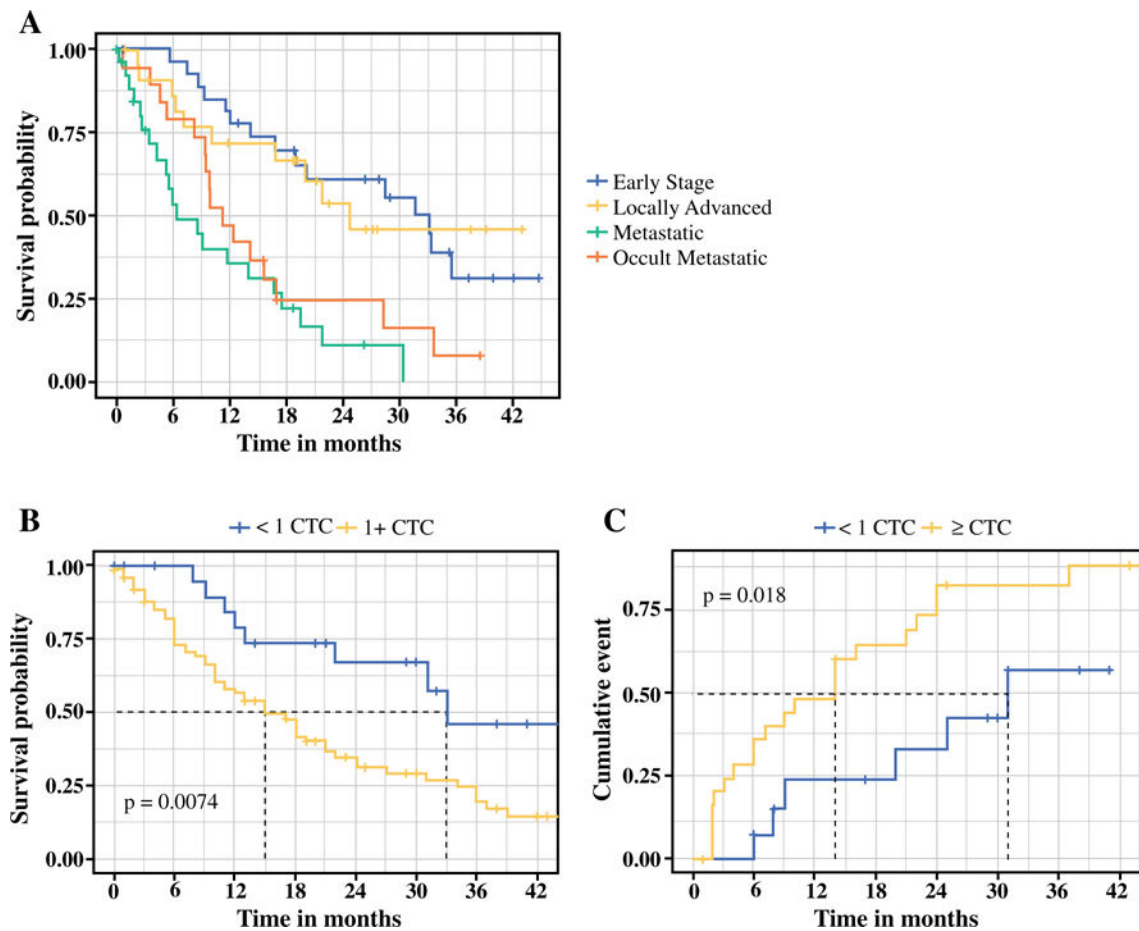 A
Survival probability
1.00
0.75
0.50
0.25
0.00
0 6 12 18 24 30 36 42
Time in months
Early Stage
Locally Advanced
Metastatic
Occult Metastatic
B
< 1 CTC 1+ CTC
Survival probability
1.00
0.75
0.50
0.25
0.00
p = 0.0074
0 6 12 18 24 30 36 42
Time in months
C
< 1 CTC ≥ CTC
Cumulative event
0.75
0.50
0.25
0.00
p = 0.018
0 6 12 18 24 30 36 42
Time in months